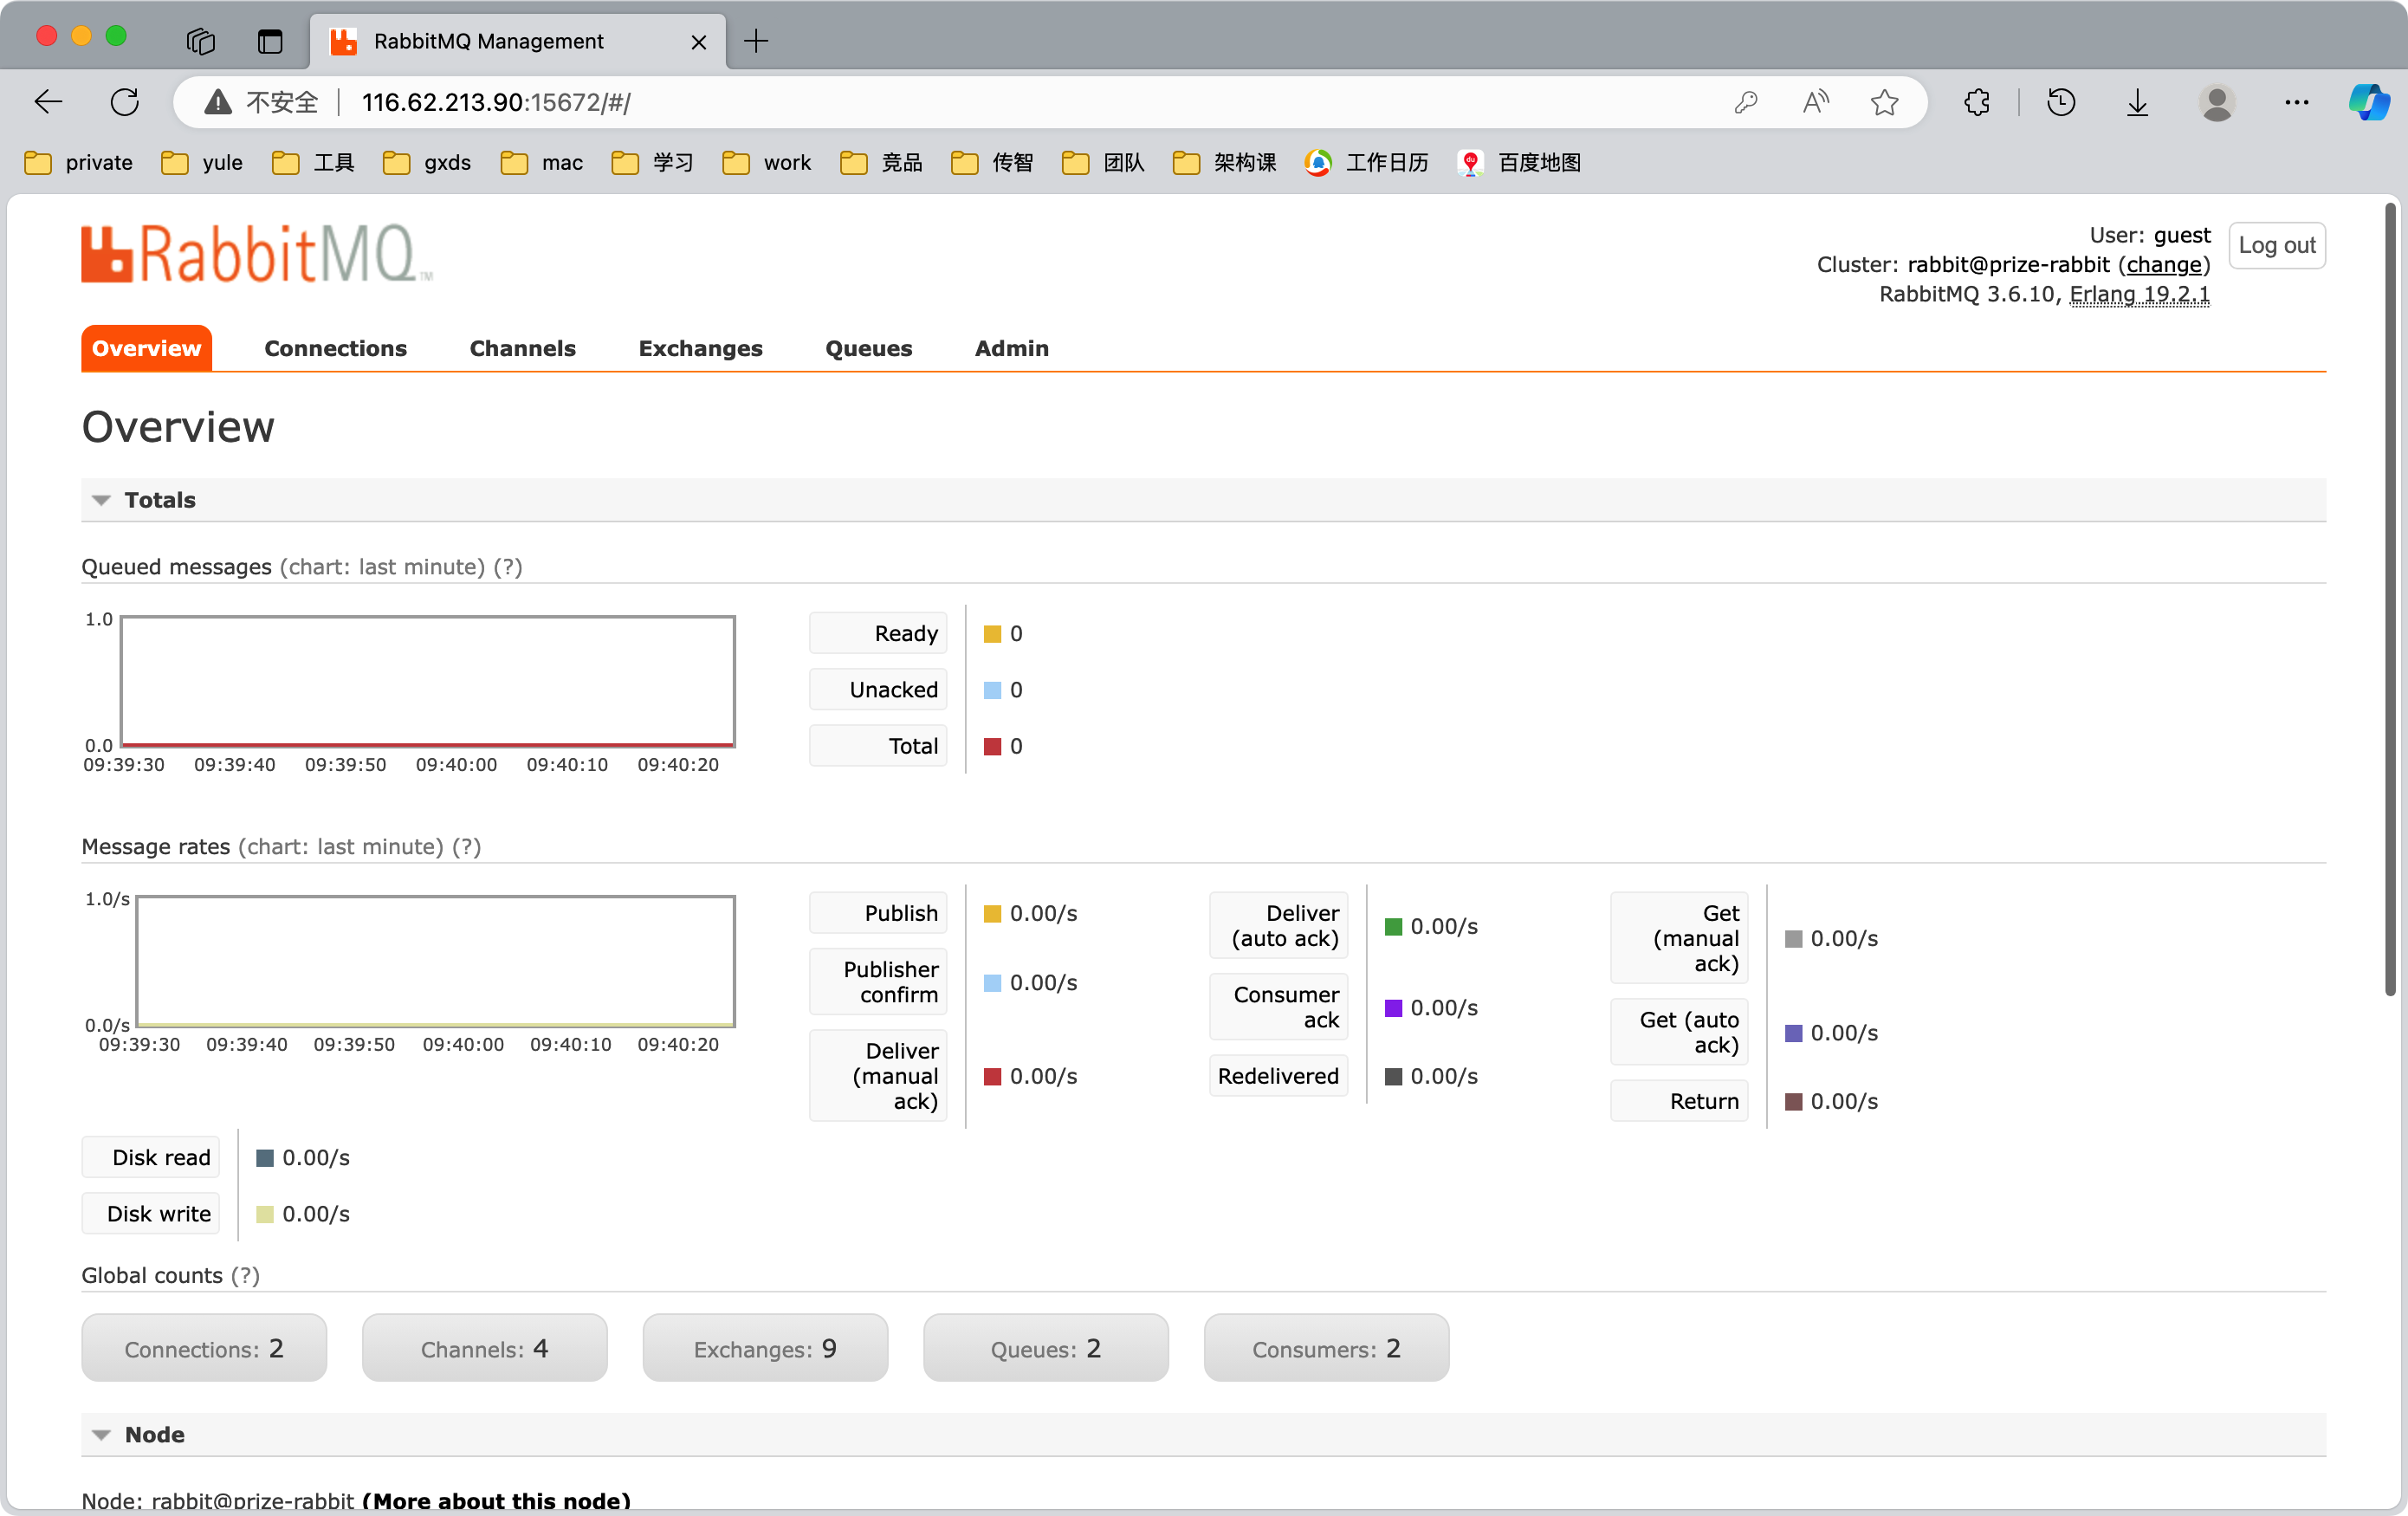 RabbitMQ Management
不安全 116.62.213.90:15672/#/
private yule 工具 gxds mac 学习 work 竞品 传智 团队 架构课 工作日历 百度地图
RabbitMQ™
User: guest
Log out
Cluster: rabbit@prize-rabbit (change)
RabbitMQ 3.6.10, Erlang 19.2.1
Overview Connections Channels Exchanges Queues Admin
Overview
Totals
Queued messages (chart: last minute) (?)
1.0
0.0
09:39:30 09:39:40 09:39:50 09:40:00 09:40:10 09:40:20
Ready 0
Unacked 0
Total 0
Message rates (chart: last minute) (?)
1.0/s
0.0/s
09:39:30 09:39:40 09:39:50 09:40:00 09:40:10 09:40:20
Publish 0.00/s
Publisher
confirm 0.00/s
Deliver
(manual 0.00/s
ack)
Deliver
(auto ack) 0.00/s
Consumer
ack 0.00/s
Redelivered 0.00/s
Get
(manual 0.00/s
ack)
Get (auto
ack) 0.00/s
Return 0.00/s
Disk read 0.00/s
Disk write 0.00/s
Global counts (?)
Connections: 2 Channels: 4 Exchanges: 9 Queues: 2 Consumers: 2
Node
Node: rabbit@prize-rabbit (More about this node)